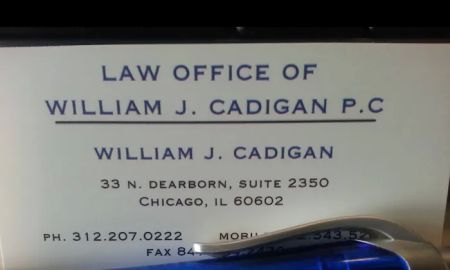 LAW OFFICE OF
WILLIAM J. CADIGAN P.C
WILLIAM J. CADIGAN
33 N. DEARBORN, SUITE 2350
CHICAGO, IL 60602
PH. 312.207.0222
FAX